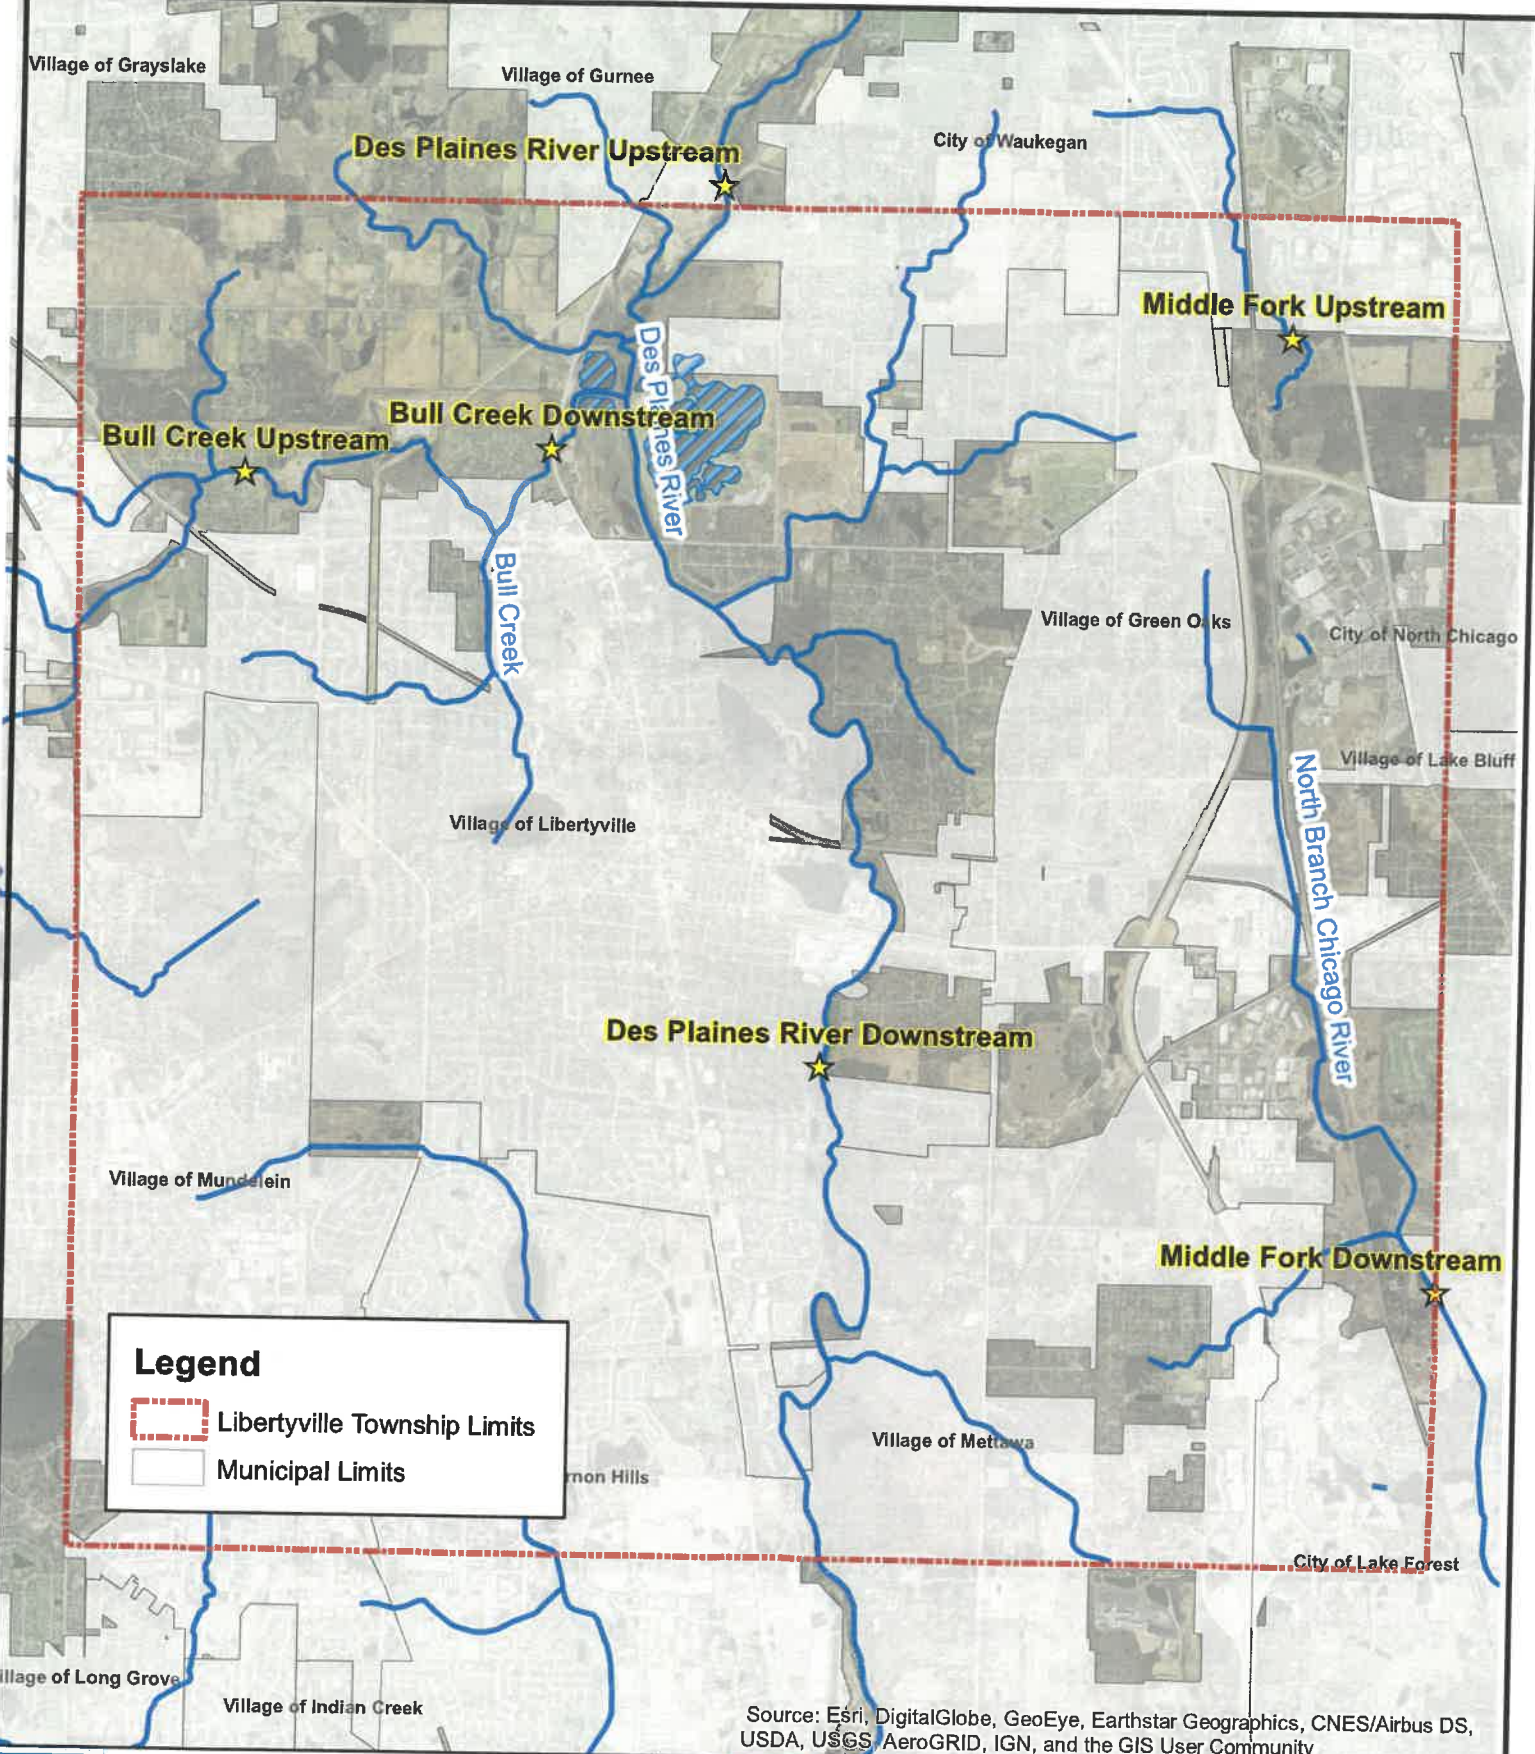 Village of Grayslake
Village of Gurnee
City of Waukegan
Des Plaines River Upstream
Middle Fork Upstream
Des Plaines River
Bull Creek Downstream
Bull Creek Upstream
Bull Creek
Village of Green Oaks
City of North Chicago
Village of Lake Bluff
North Branch Chicago River
Village of Libertyville
Des Plaines River Downstream
Village of Mundelein
Middle Fork Downstream
Legend
Libertyville Township Limits
Municipal Limits
Village of Mettawa
rnon Hills
City of Lake Forest
illage of Long Grove
Village of Indian Creek
Source: Esri, DigitalGlobe, GeoEye, Earthstar Geographics, CNES/Airbus DS,
USDA, USGS, AeroGRID, IGN, and the GIS User Community